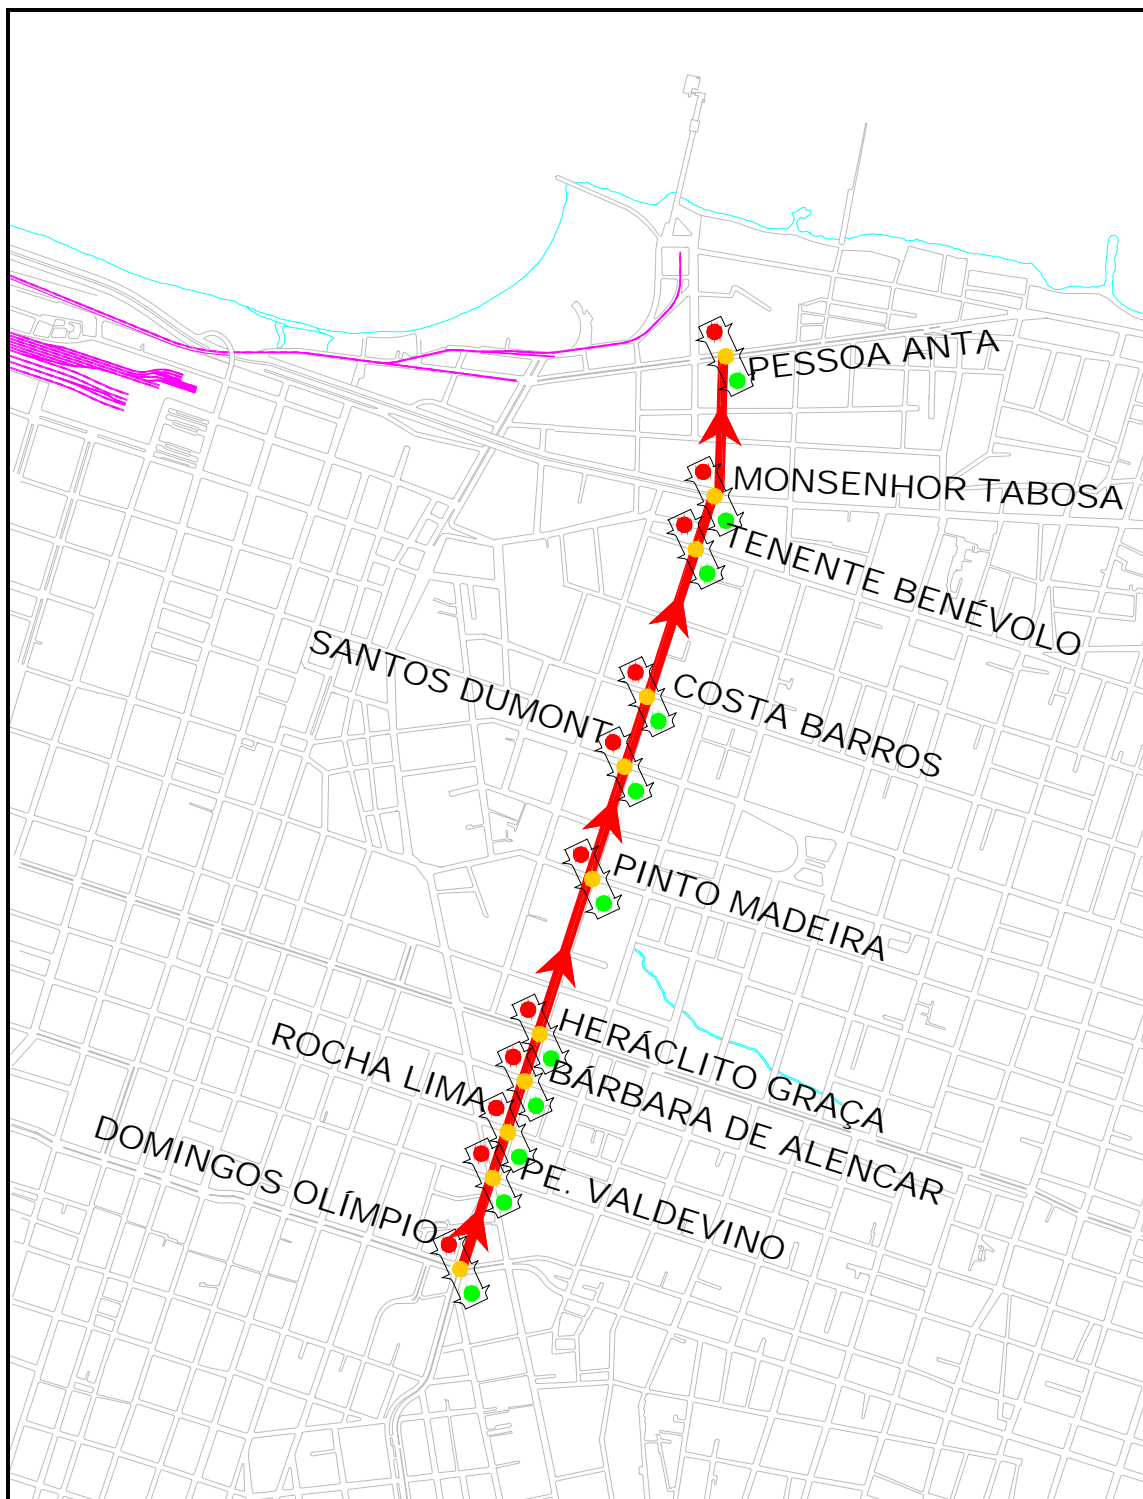 PESSOA ANTA
MONSENHOR TABOSA
TENENTE BENÉVOLO
SANTOS DUMONT
COSTA BARROS
PINTO MADEIRA
HERÁCLITO GRAÇA
ROCHA LIMA
BÁRBARA DE ALENCAR
DOMINGOS OLÍMPIO
PE. VALDEVINO